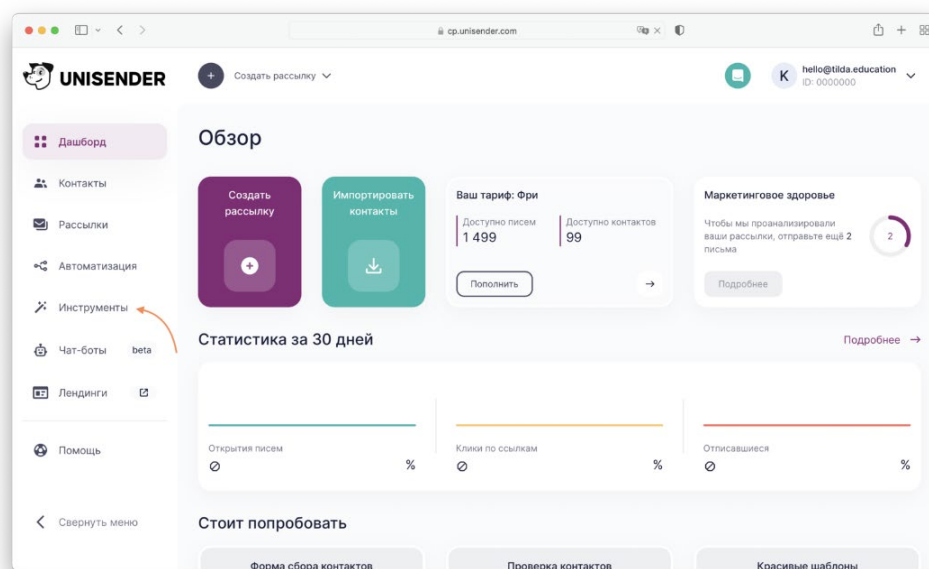 cp.unisender.com
UNISENDER
Создать рассылку
K
hello@tilda.education
ID: 0000000
Дашборд
Контакты
Рассылки
Автоматизация
Инструменты
Чат-боты beta
Лендинги
Помощь
Свернуть меню
Обзор
Создать
рассылку
Импортировать
контакты
Ваш тариф: Фри
Доступно писем
1 499
Доступно контактов
99
Пополнить
Маркетинговое здоровье
Чтобы мы проанализировали
ваши рассылки, отправьте ещё 2
письма
2
Подробнее
Статистика за 30 дней
Подробнее
Открытия писем
%
Клики по ссылкам
%
Отписавшиеся
%
Стоит попробовать
Форма сбора контактов
Проверка контактов
Красивые шаблоны